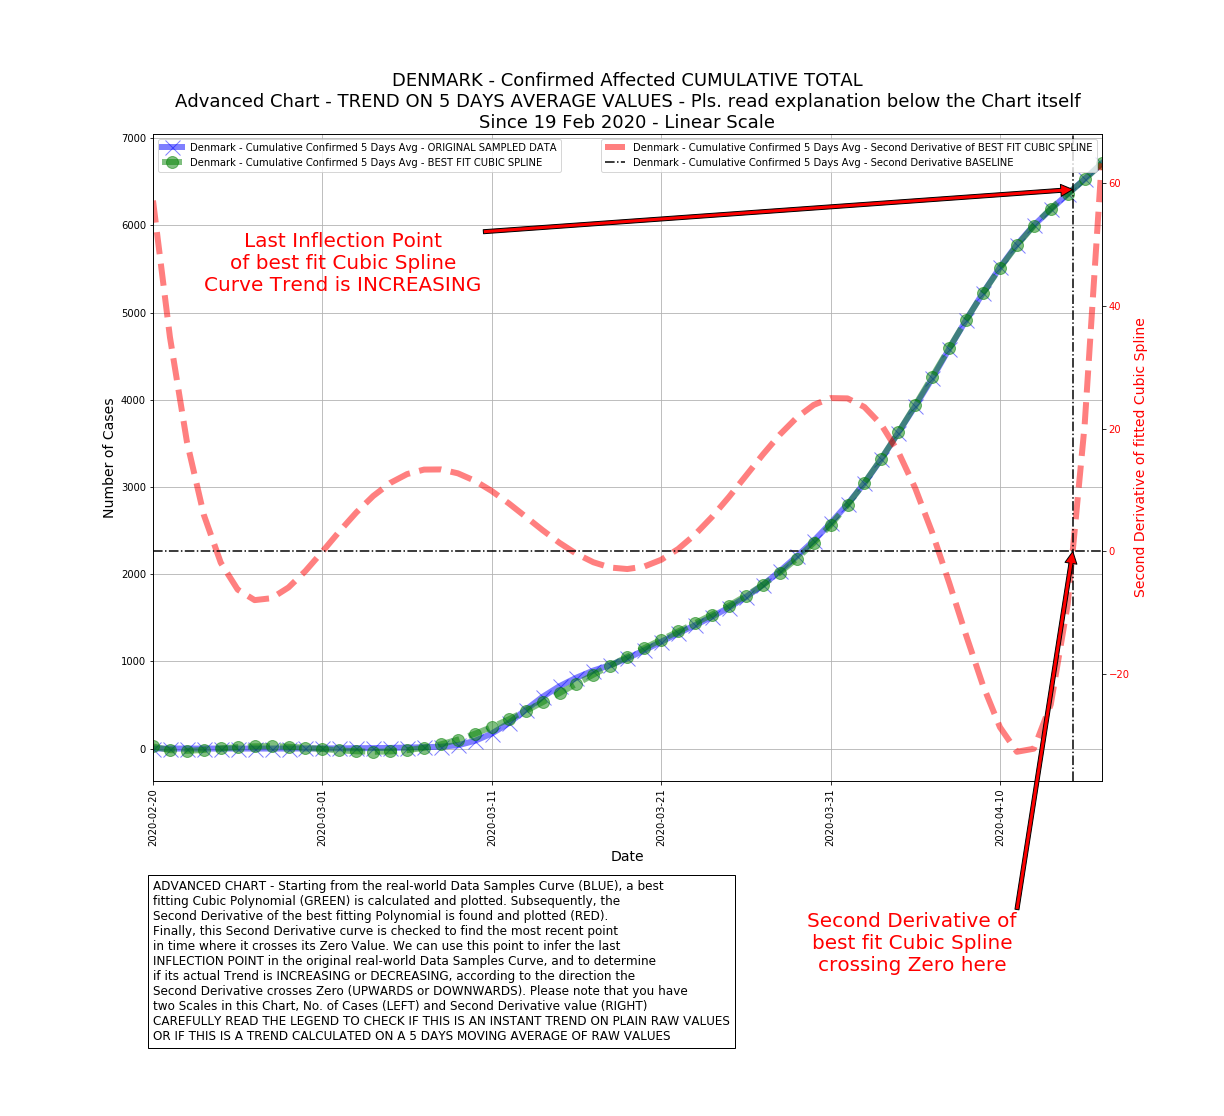 DENMARK - Confirmed Affected CUMULATIVE TOTAL
Advanced Chart - TREND ON 5 DAYS AVERAGE VALUES - Pls. read explanation below the Chart itself
Since 19 Feb 2020 - Linear Scale
Denmark - Cumulative Confirmed 5 Days Avg - ORIGINAL SAMPLED DATA
Denmark - Cumulative Confirmed 5 Days Avg - BEST FIT CUBIC SPLINE
Denmark - Cumulative Confirmed 5 Days Avg - Second Derivative of BEST FIT CUBIC SPLINE
Denmark - Cumulative Confirmed 5 Days Avg - Second Derivative BASELINE
Last Inflection Point
of best fit Cubic Spline
Curve Trend is INCREASING
Number of Cases
7000
6000
5000
4000
3000
2000
1000
0
60
40
20
0
−20
Second Derivative of fitted Cubic Spline
2020-02-20
2020-03-01
2020-03-11
2020-03-21
2020-03-31
2020-04-10
Date
ADVANCED CHART - Starting from the real-world Data Samples Curve (BLUE), a best
fitting Cubic Polynomial (GREEN) is calculated and plotted. Subsequently, the
Second Derivative of the best fitting Polynomial is found and plotted (RED).
Finally, this Second Derivative curve is checked to find the most recent point
in time where it crosses its Zero Value. We can use this point to infer the last
INFLECTION POINT in the original real-world Data Samples Curve, and to determine
if its actual Trend is INCREASING or DECREASING, according to the direction the
Second Derivative crosses Zero (UPWARDS or DOWNWARDS). Please note that you have
two Scales in this Chart, No. of Cases (LEFT) and Second Derivative value (RIGHT)
CAREFULLY READ THE LEGEND TO CHECK IF THIS IS AN INSTANT TREND ON PLAIN RAW VALUES
OR IF THIS IS A TREND CALCULATED ON A 5 DAYS MOVING AVERAGE OF RAW VALUES
Second Derivative of
best fit Cubic Spline
crossing Zero here